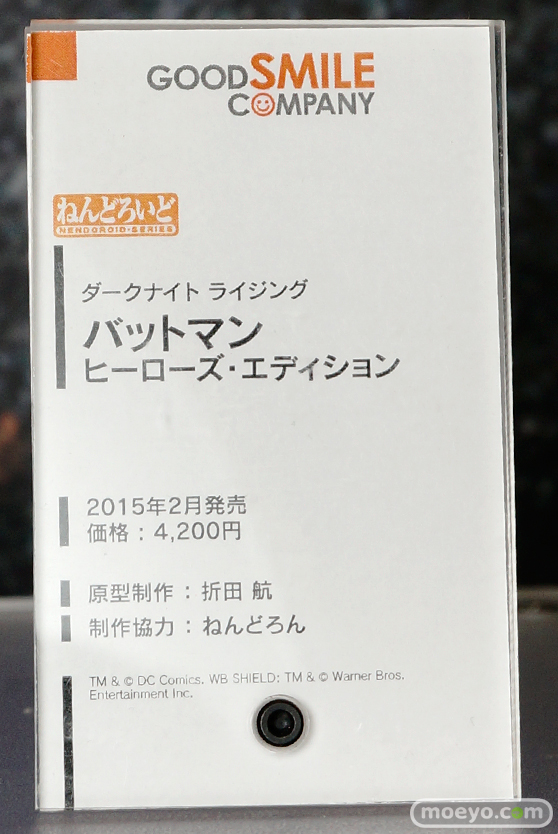 GOODSMILE
COMPANY
ねんどろいど
NENDOROID・SERIES
ダークナイト ライジング
バットマン
ヒーローズ・エディション
2015年2月発売
価格：4,200円
原型制作：折田 航
制作協力：ねんどろん
TM & © DC Comics. WB SHIELD: TM & © Warner Bros.
Entertainment Inc.
moeyo.com